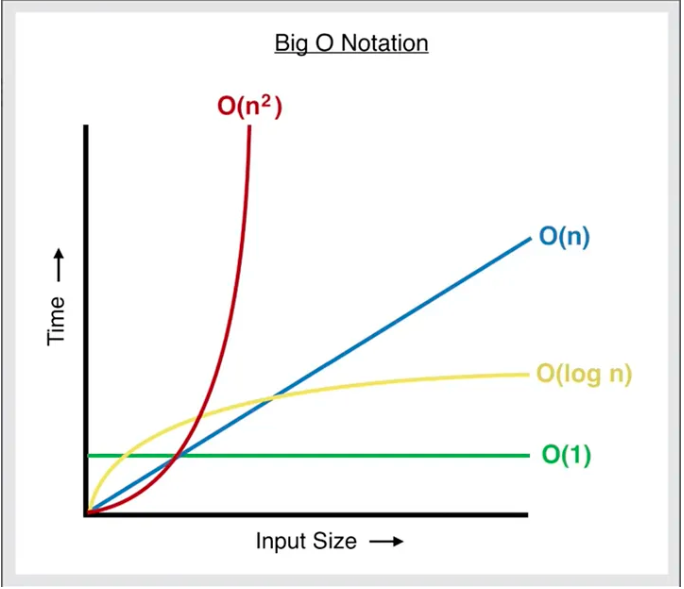 Big O Notation
O(n²)
O(n)
Time →
O(log n)
O(1)
Input Size →